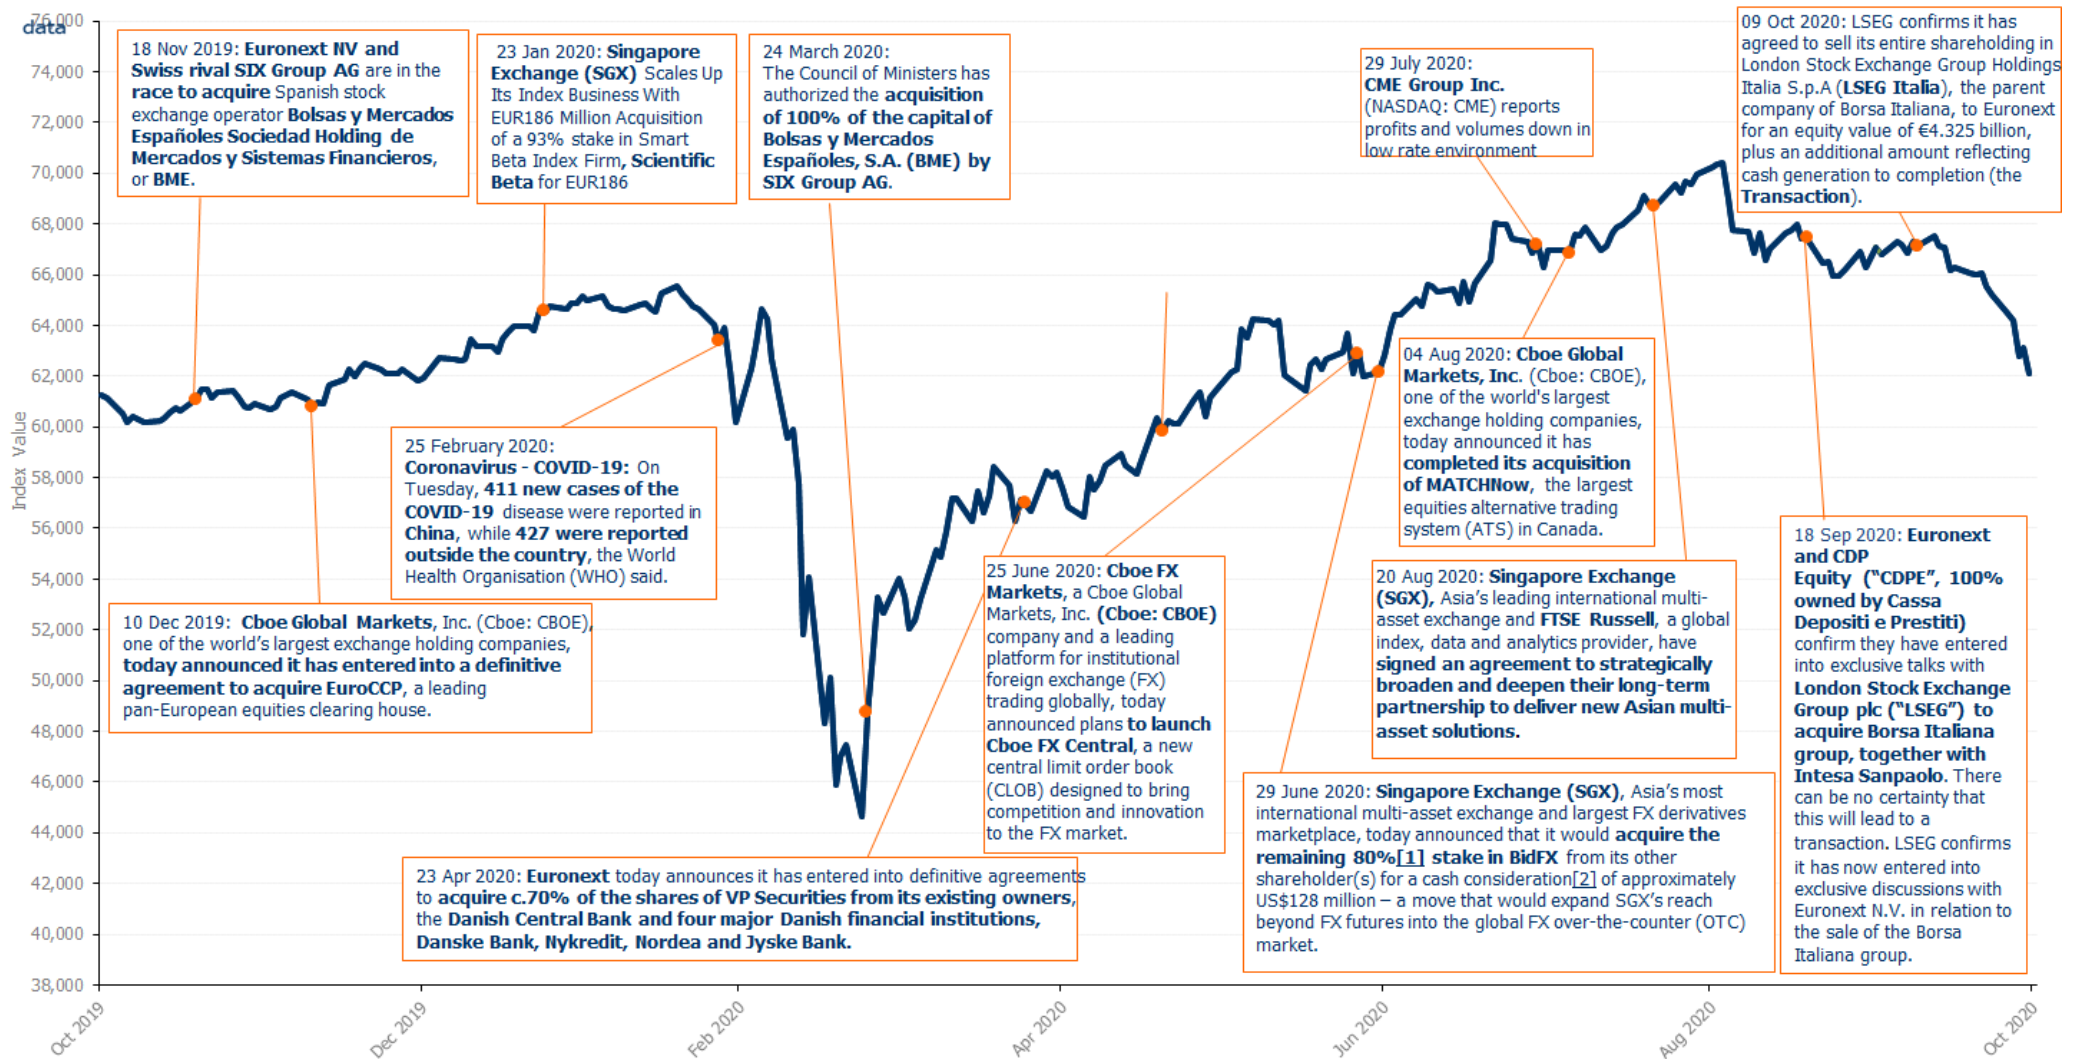 76,000
data
74,000
72,000
70,000
68,000
66,000
64,000
62,000
60,000
58,000
56,000
54,000
52,000
50,000
48,000
46,000
44,000
42,000
40,000
38,000
Index Value
18 Nov 2019: Euronext NV and
Swiss rival SIX Group AG are in the
race to acquire Spanish stock
exchange operator Bolsas y Mercados
Españoles Sociedad Holding de
Mercados y Sistemas Financieros,
or BME.
23 Jan 2020: Singapore
Exchange (SGX) Scales Up
Its Index Business With
EUR186 Million Acquisition
of a 93% stake in Smart
Beta Index Firm, Scientific
Beta for EUR186
24 March 2020:
The Council of Ministers has
authorized the acquisition
of 100% of the capital of
Bolsas y Mercados
Españoles, S.A. (BME) by
SIX Group AG.
29 July 2020:
CME Group Inc.
(NASDAQ: CME) reports
profits and volumes down in
low rate environment
09 Oct 2020: LSEG confirms it has
agreed to sell its entire shareholding in
London Stock Exchange Group Holdings
Italia S.p.A (LSEG Italia), the parent
company of Borsa Italiana, to Euronext
for an equity value of €4.325 billion,
plus an additional amount reflecting
cash generation to completion (the
Transaction).
10 Dec 2019: Cboe Global Markets, Inc. (Cboe: CBOE),
one of the world's largest exchange holding companies,
today announced it has entered into a definitive
agreement to acquire EuroCCP, a leading
pan-European equities clearing house.
25 February 2020:
Coronavirus - COVID-19: On
Tuesday, 411 new cases of the
COVID-19 disease were reported in
China, while 427 were reported
outside the country, the World
Health Organisation (WHO) said.
23 Apr 2020: Euronext today announces it has entered into definitive agreements
to acquire c.70% of the shares of VP Securities from its existing owners,
the Danish Central Bank and four major Danish financial institutions,
Danske Bank, Nykredit, Nordea and Jyske Bank.
25 June 2020: Cboe FX
Markets, a Cboe Global
Markets, Inc. (Cboe: CBOE)
company and a leading
platform for institutional
foreign exchange (FX)
trading globally, today
announced plans to launch
Cboe FX Central, a new
central limit order book
(CLOB) designed to bring
competition and innovation
to the FX market.
04 Aug 2020: Cboe Global
Markets, Inc. (Cboe: CBOE),
one of the world's largest
exchange holding companies,
today announced it has
completed its acquisition
of MATCHNow, the largest
equities alternative trading
system (ATS) in Canada.
20 Aug 2020: Singapore Exchange
(SGX), Asia's leading international multi-
asset exchange and FTSE Russell, a global
index, data and analytics provider, have
signed an agreement to strategically
broaden and deepen their long-term
partnership to deliver new Asian multi-
asset solutions.
29 June 2020: Singapore Exchange (SGX), Asia's most
international multi-asset exchange and largest FX derivatives
marketplace, today announced that it would acquire the
remaining 80%[1] stake in BidFX from its other
shareholder(s) for a cash consideration[2] of approximately
US$128 million – a move that would expand SGX's reach
beyond FX futures into the global FX over-the-counter (OTC)
market.
18 Sep 2020: Euronext
and CDP
Equity ("CDPE", 100%
owned by Cassa
Depositi e Prestiti)
confirm they have entered
into exclusive talks with
London Stock Exchange
Group plc ("LSEG") to
acquire Borsa Italiana
group, together with
Intesa Sanpaolo. There
can be no certainty that
this will lead to a
transaction. LSEG confirms
it has now entered into
exclusive discussions with
Euronext N.V. in relation to
the sale of the Borsa
Italiana group.
Oct 2019
Dec 2019
Feb 2020
Apr 2020
Jun 2020
Aug 2020
Oct 2020